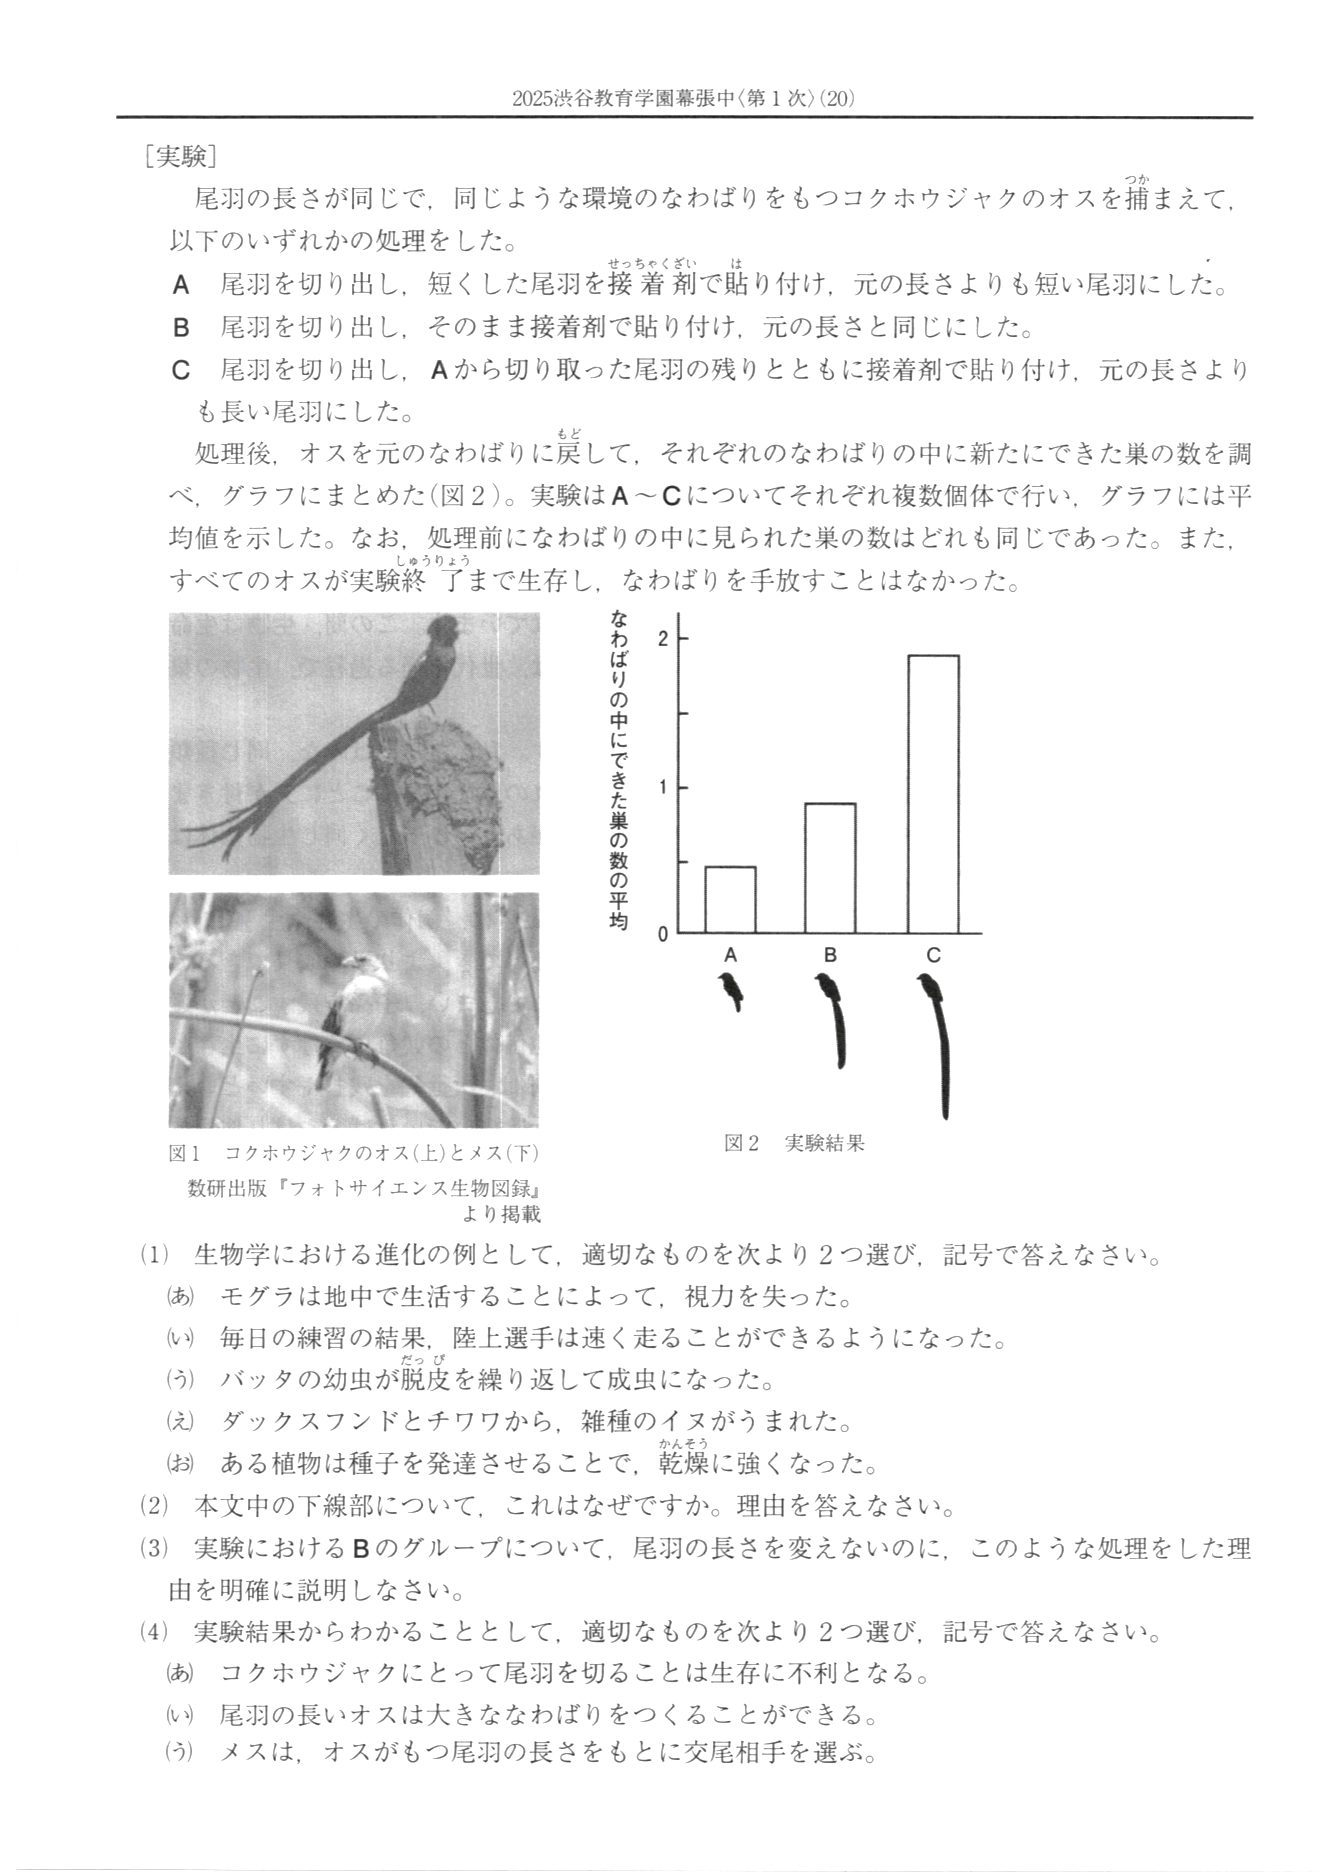 2025渋谷教育学園幕張中〈第1次〉(20)
［実験］
尾羽の長さが同じで，同じような環境のなわばりをもつコクホウジャクのオスを捕まえて，
以下のいずれかの処理をした。
A　尾羽を切り出し，短くした尾羽を接着剤で貼り付け，元の長さよりも短い尾羽にした。
B　尾羽を切り出し，そのまま接着剤で貼り付け，元の長さと同じにした。
C　尾羽を切り出し，Aから切り取った尾羽の残りとともに接着剤で貼り付け，元の長さより
も長い尾羽にした。
処理後，オスを元のなわばりに戻して，それぞれのなわばりの中に新たにできた巣の数を調
べ，グラフにまとめた(図2)。実験はA～Cについてそれぞれ複数個体で行い，グラフには平
均値を示した。なお，処理前になわばりの中に見られた巣の数はどれも同じであった。また，
すべてのオスが実験終了まで生存し，なわばりを手放すことはなかった。
なわばりの中にできた巣の数の平均
2
1
0
A
B
C
図2　実験結果
図1　コクホウジャクのオス(上)とメス(下)
数研出版『フォトサイエンス生物図録』
より掲載
(1)　生物学における進化の例として，適切なものを次より2つ選び，記号で答えなさい。
(あ)　モグラは地中で生活することによって，視力を失った。
(い)　毎日の練習の結果，陸上選手は速く走ることができるようになった。
(う)　バッタの幼虫が脱皮を繰り返して成虫になった。
(え)　ダックスフンドとチワワから，雑種のイヌがうまれた。
(お)　ある植物は種子を発達させることで，乾燥に強くなった。
(2)　本文中の下線部について，これはなぜですか。理由を答えなさい。
(3)　実験におけるBのグループについて，尾羽の長さを変えないのに，このような処理をした理
由を明確に説明しなさい。
(4)　実験結果からわかることとして，適切なものを次より2つ選び，記号で答えなさい。
(あ)　コクホウジャクにとって尾羽を切ることは生存に不利となる。
(い)　尾羽の長いオスは大きななわばりをつくることができる。
(う)　メスは，オスがもつ尾羽の長さをもとに交尾相手を選ぶ。